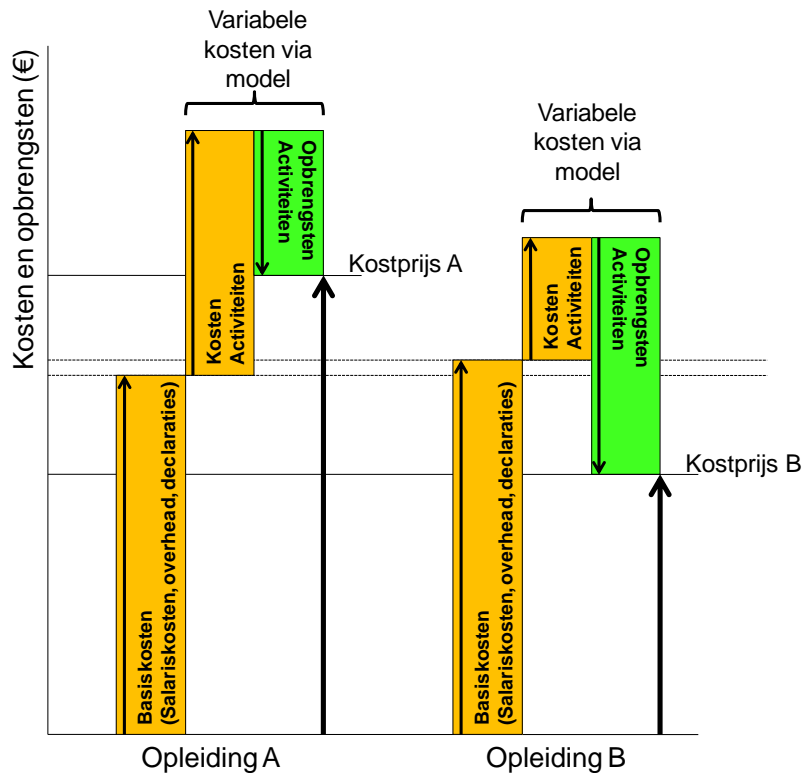 Kosten en opbrengsten (€)
Variabele
kosten via
model
Variabele
kosten via
model
Opbrengsten
Activiteiten
Kosten
Activiteiten
Kostprijs A
Basiskosten
(Salariskosten, overhead, declaraties)
Opbrengsten
Activiteiten
Kosten
Activiteiten
Kostprijs B
Basiskosten
(Salariskosten, overhead, declaraties)
Opleiding A
Opleiding B